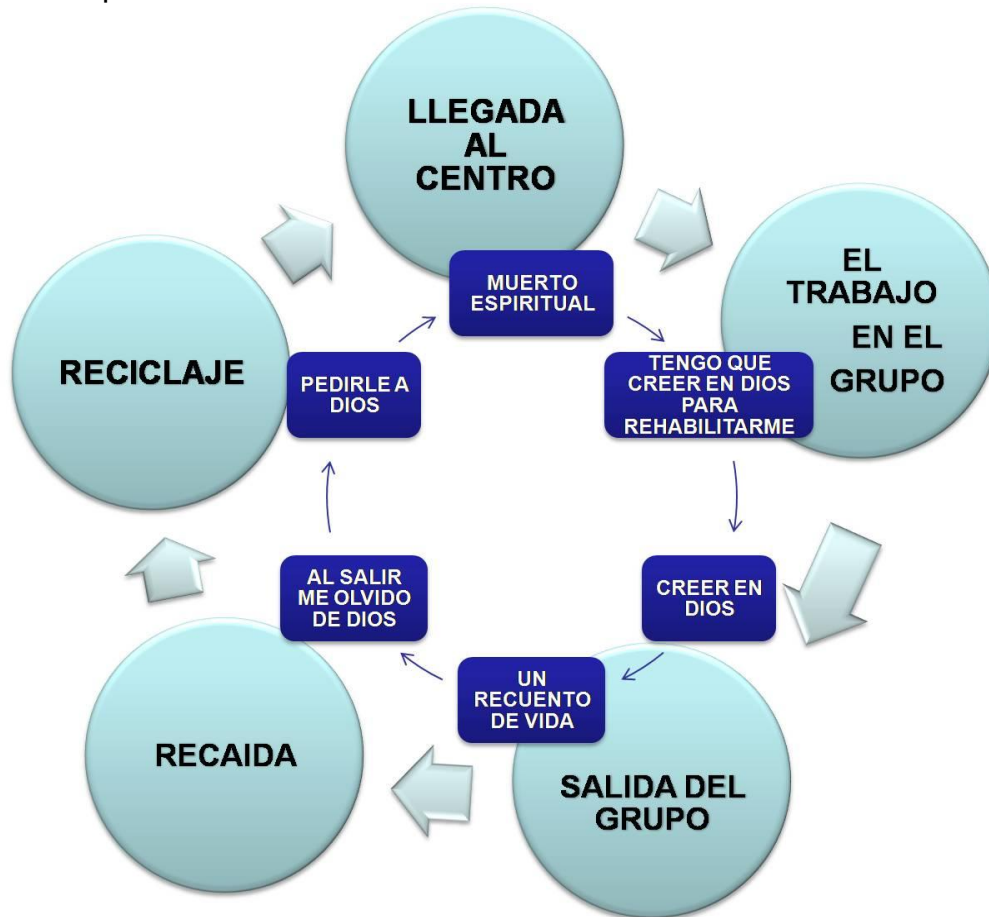 LLEGADA
AL
CENTRO
MUERTO
ESPIRITUAL
EL
TRABAJO
EN EL
GRUPO
TENGO QUE
CREER EN DIOS
PARA
REHABILITARME
CREER EN
DIOS
SALIDA DEL
GRUPO
UN
RECUENTO
DE VIDA
RECAIDA
AL SALIR
ME OLVIDO
DE DIOS
RECICLAJE
PEDIRLE A
DIOS